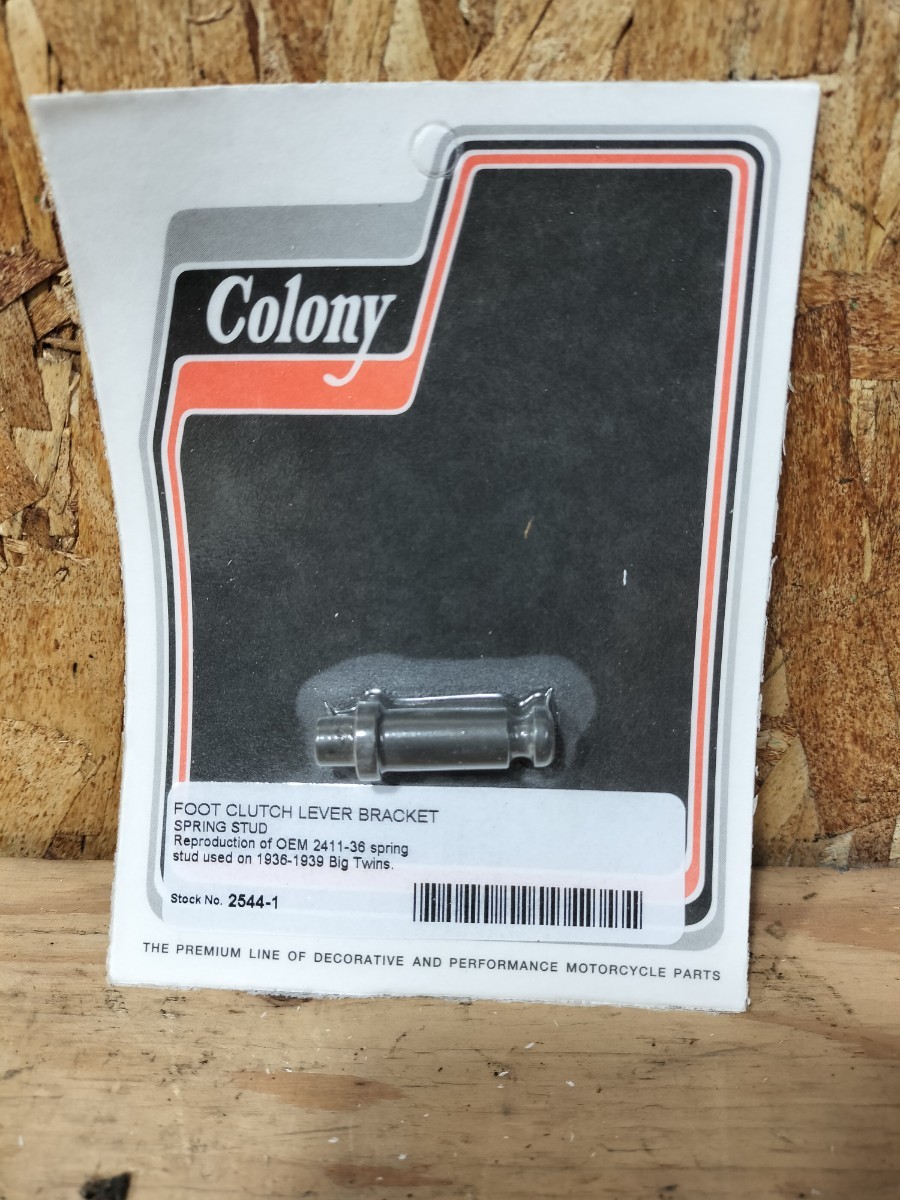 Colony
FOOT CLUTCH LEVER BRACKET
SPRING STUD
Reproduction of OEM 2411-36 spring
stud used on 1936-1939 Big Twins.
Stock No. 2544-1
THE PREMIUM LINE OF DECORATIVE AND PERFORMANCE MOTORCYCLE PARTS